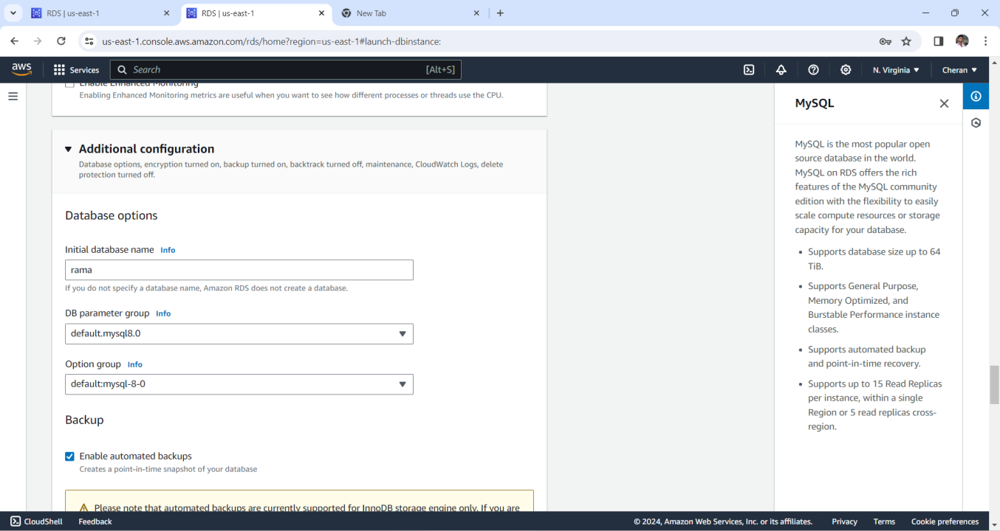 RDS | us-east-1
RDS | us-east-1
New Tab
us-east-1.console.aws.amazon.com/rds/home?region=us-east-1#launch-dbinstance:
aws
Services
Search
[Alt+S]
N. Virginia
Cheran
Enable Enhanced Monitoring
Enabling Enhanced Monitoring metrics are useful when you want to see how different processes or threads use the CPU.
Additional configuration
Database options, encryption turned on, backup turned on, backtrack turned off, maintenance, CloudWatch Logs, delete
protection turned off.
Database options
Initial database name Info
rama
If you do not specify a database name, Amazon RDS does not create a database.
DB parameter group Info
default.mysql8.0
Option group Info
default:mysql-8-0
Backup
Enable automated backups
Creates a point-in-time snapshot of your database
Please note that automated backups are currently supported for InnoDB storage engine only. If you are
MySQL
MySQL is the most popular open
source database in the world.
MySQL on RDS offers the rich
features of the MySQL community
edition with the flexibility to easily
scale compute resources or storage
capacity for your database.
• Supports database size up to 64
TiB.
• Supports General Purpose,
Memory Optimized, and
Burstable Performance instance
classes.
• Supports automated backup
and point-in-time recovery.
• Supports up to 15 Read Replicas
per instance, within a single
Region or 5 read replicas cross-
region.
CloudShell
Feedback
© 2024, Amazon Web Services, Inc. or its affiliates.
Privacy
Terms
Cookie preferences